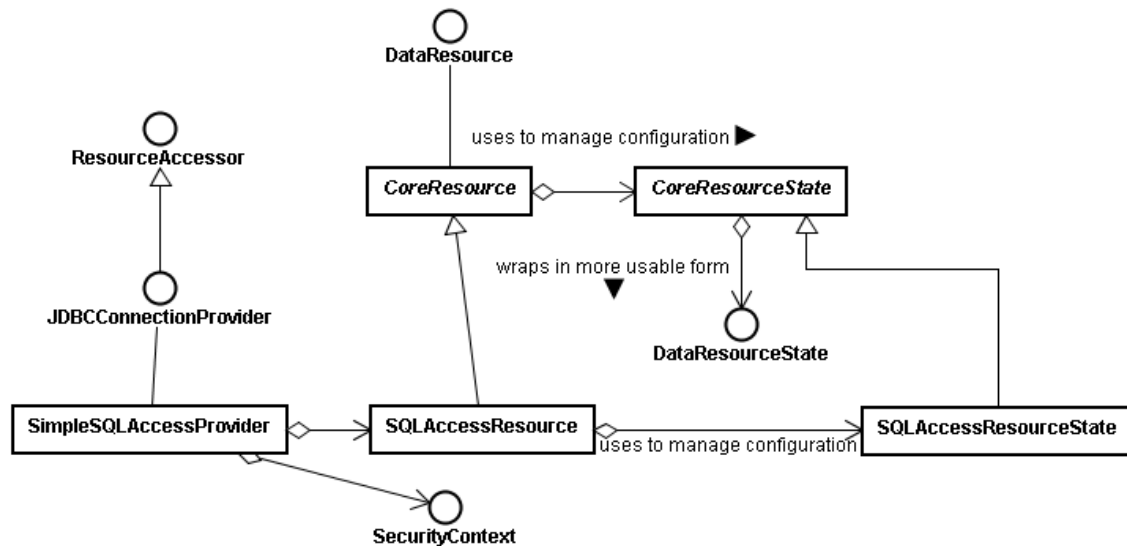 DataResource
uses to manage configuration
ResourceAccessor
CoreResource
CoreResourceState
wraps in more usable form
JDBCConnectionProvider
DataResourceState
SimpleSQLAccessProvider
SQLAccessResource
uses to manage configuration
SQLAccessResourceState
SecurityContext